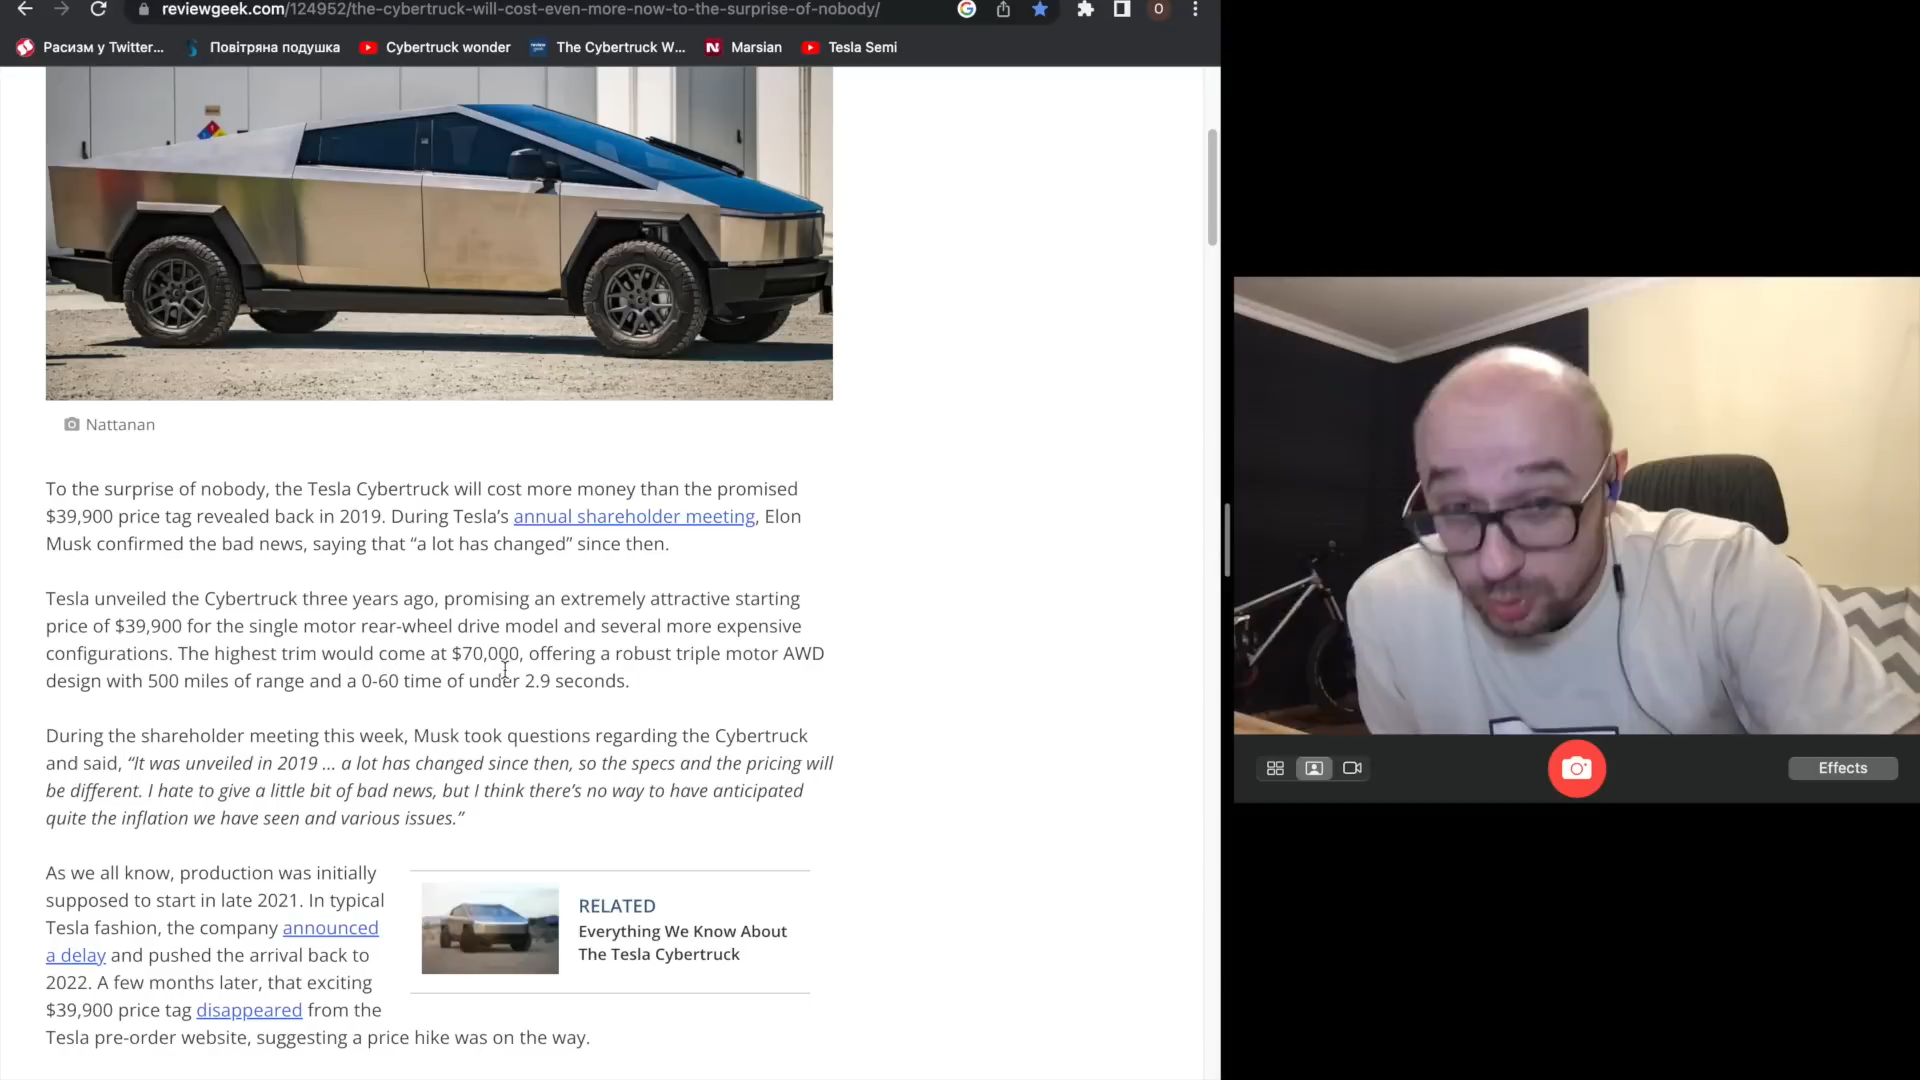 reviewgeek.com/124952/the-cybertruck-will-cost-even-more-now-to-the-surprise-of-nobody/
O
Расизм у Twitter...
Повітряна подушка
Cybertruck wonder
The Cybertruck W...
Marsian
Tesla Semi
Nattanan
To the surprise of nobody, the Tesla Cybertruck will cost more money than the promised
$39,900 price tag revealed back in 2019. During Tesla’s annual shareholder meeting, Elon
Musk confirmed the bad news, saying that “a lot has changed” since then.
Tesla unveiled the Cybertruck three years ago, promising an extremely attractive starting
price of $39,900 for the single motor rear-wheel drive model and several more expensive
configurations. The highest trim would come at $70,000, offering a robust triple motor AWD
design with 500 miles of range and a 0-60 time of under 2.9 seconds.
During the shareholder meeting this week, Musk took questions regarding the Cybertruck
and said, “It was unveiled in 2019 … a lot has changed since then, so the specs and the pricing will
be different. I hate to give a little bit of bad news, but I think there’s no way to have anticipated
quite the inflation we have seen and various issues.”
As we all know, production was initially
supposed to start in late 2021. In typical
Tesla fashion, the company announced
a delay and pushed the arrival back to
2022. A few months later, that exciting
$39,900 price tag disappeared from the
Tesla pre-order website, suggesting a price hike was on the way.
RELATED
Everything We Know About
The Tesla Cybertruck
Effects